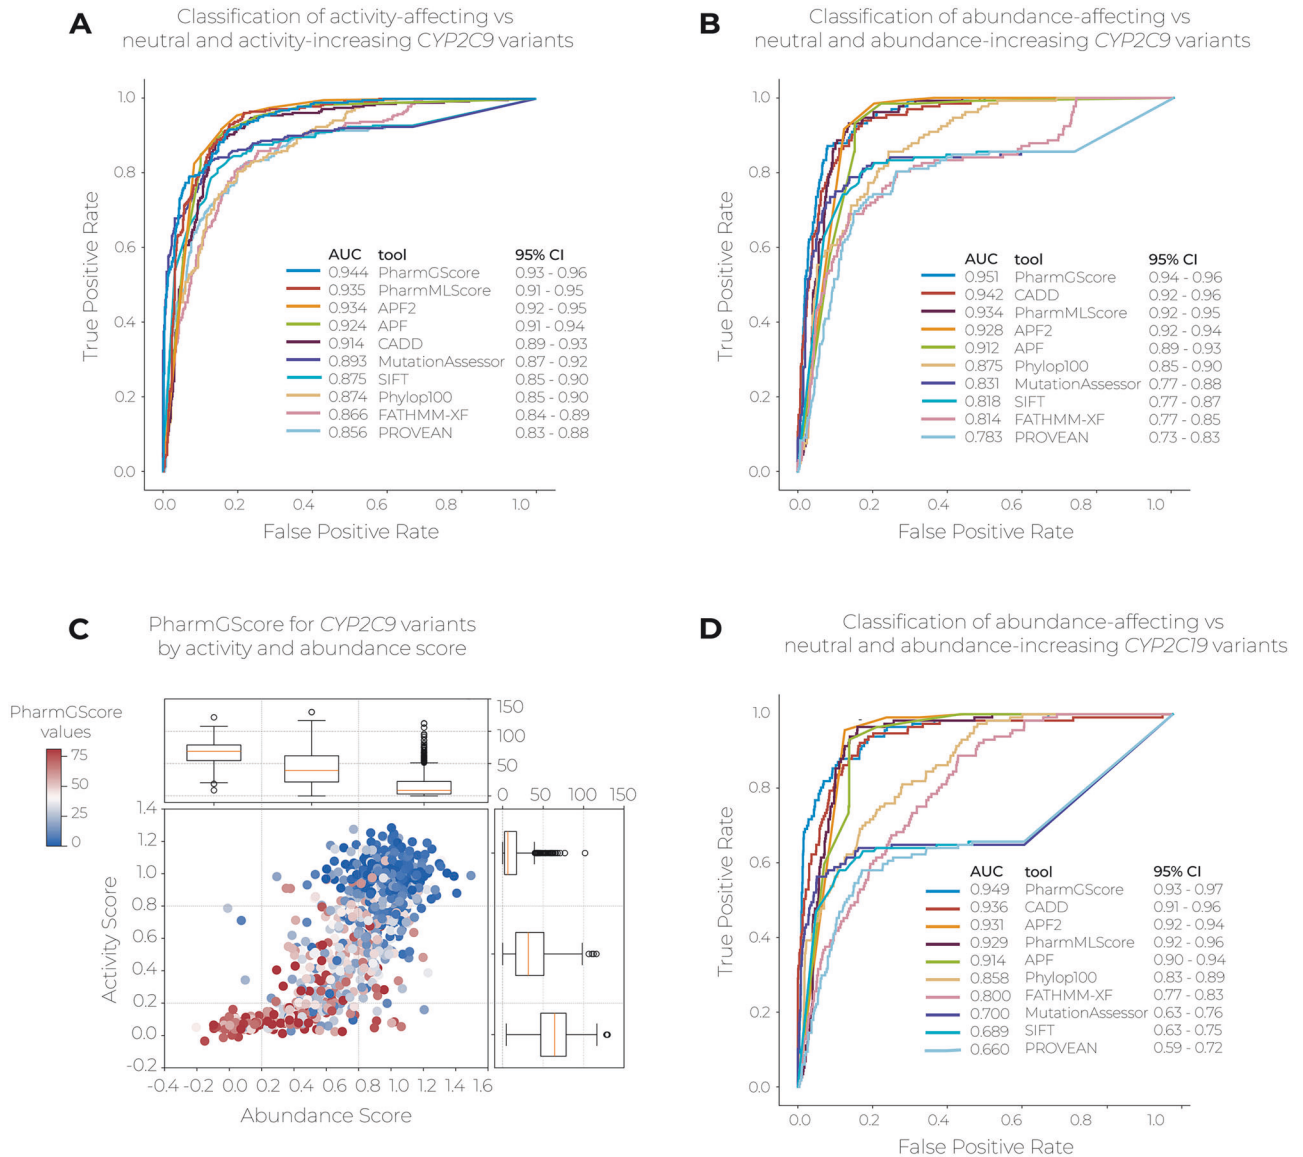 A
Classification of activity-affecting vs
neutral and activity-increasing CYP2C9 variants
1.0
0.8
0.6
0.4
0.2
0.0
True Positive Rate
AUC tool 95% CI
0.944 PharmGScore 0.93 - 0.96
0.935 PharmMLScore 0.91 - 0.95
0.934 APF2 0.92 - 0.95
0.924 APF 0.91 - 0.94
0.914 CADD 0.89 - 0.93
0.893 MutationAssessor 0.87 - 0.92
0.875 SIFT 0.85 - 0.90
0.874 Phylop100 0.85 - 0.90
0.866 FATHMM-XF 0.84 - 0.89
0.856 PROVEAN 0.83 - 0.88
0.0 0.2 0.4 0.6 0.8 1.0
False Positive Rate
B
Classification of abundance-affecting vs
neutral and abundance-increasing CYP2C9 variants
1.0
0.8
0.6
0.4
0.2
0.0
True Positive Rate
AUC tool 95% CI
0.951 PharmGScore 0.94 - 0.96
0.942 CADD 0.92 - 0.96
0.934 PharmMLScore 0.92 - 0.95
0.928 APF2 0.92 - 0.94
0.912 APF 0.89 - 0.93
0.875 Phylop100 0.85 - 0.90
0.831 MutationAssessor 0.77 - 0.88
0.818 SIFT 0.77 - 0.87
0.814 FATHMM-XF 0.77 - 0.85
0.783 PROVEAN 0.73 - 0.83
0.0 0.2 0.4 0.6 0.8 1.0
False Positive Rate
C
PharmGScore for CYP2C9 variants
by activity and abundance score
PharmGScore
values
75
50
25
0
150
100
50
0
0 50 100 150
1.4
1.2
1.0
0.8
0.6
0.4
0.2
0.0
-0.2
Activity Score
-0.4 -0.2 0.0 0.2 0.4 0.6 0.8 1.0 1.2 1.4 1.6
Abundance Score
D
Classification of abundance-affecting vs
neutral and abundance-increasing CYP2C19 variants
1.0
0.8
0.6
0.4
0.2
0.0
True Positive Rate
AUC tool 95% CI
0.949 PharmGScore 0.93 - 0.97
0.936 CADD 0.91 - 0.96
0.931 APF2 0.92 - 0.94
0.929 PharmMLScore 0.92 - 0.96
0.914 APF 0.90 - 0.94
0.858 Phylop100 0.83 - 0.89
0.800 FATHMM-XF 0.77 - 0.83
0.700 MutationAssessor 0.63 - 0.76
0.689 SIFT 0.63 - 0.75
0.660 PROVEAN 0.59 - 0.72
0.0 0.2 0.4 0.6 0.8 1.0
False Positive Rate